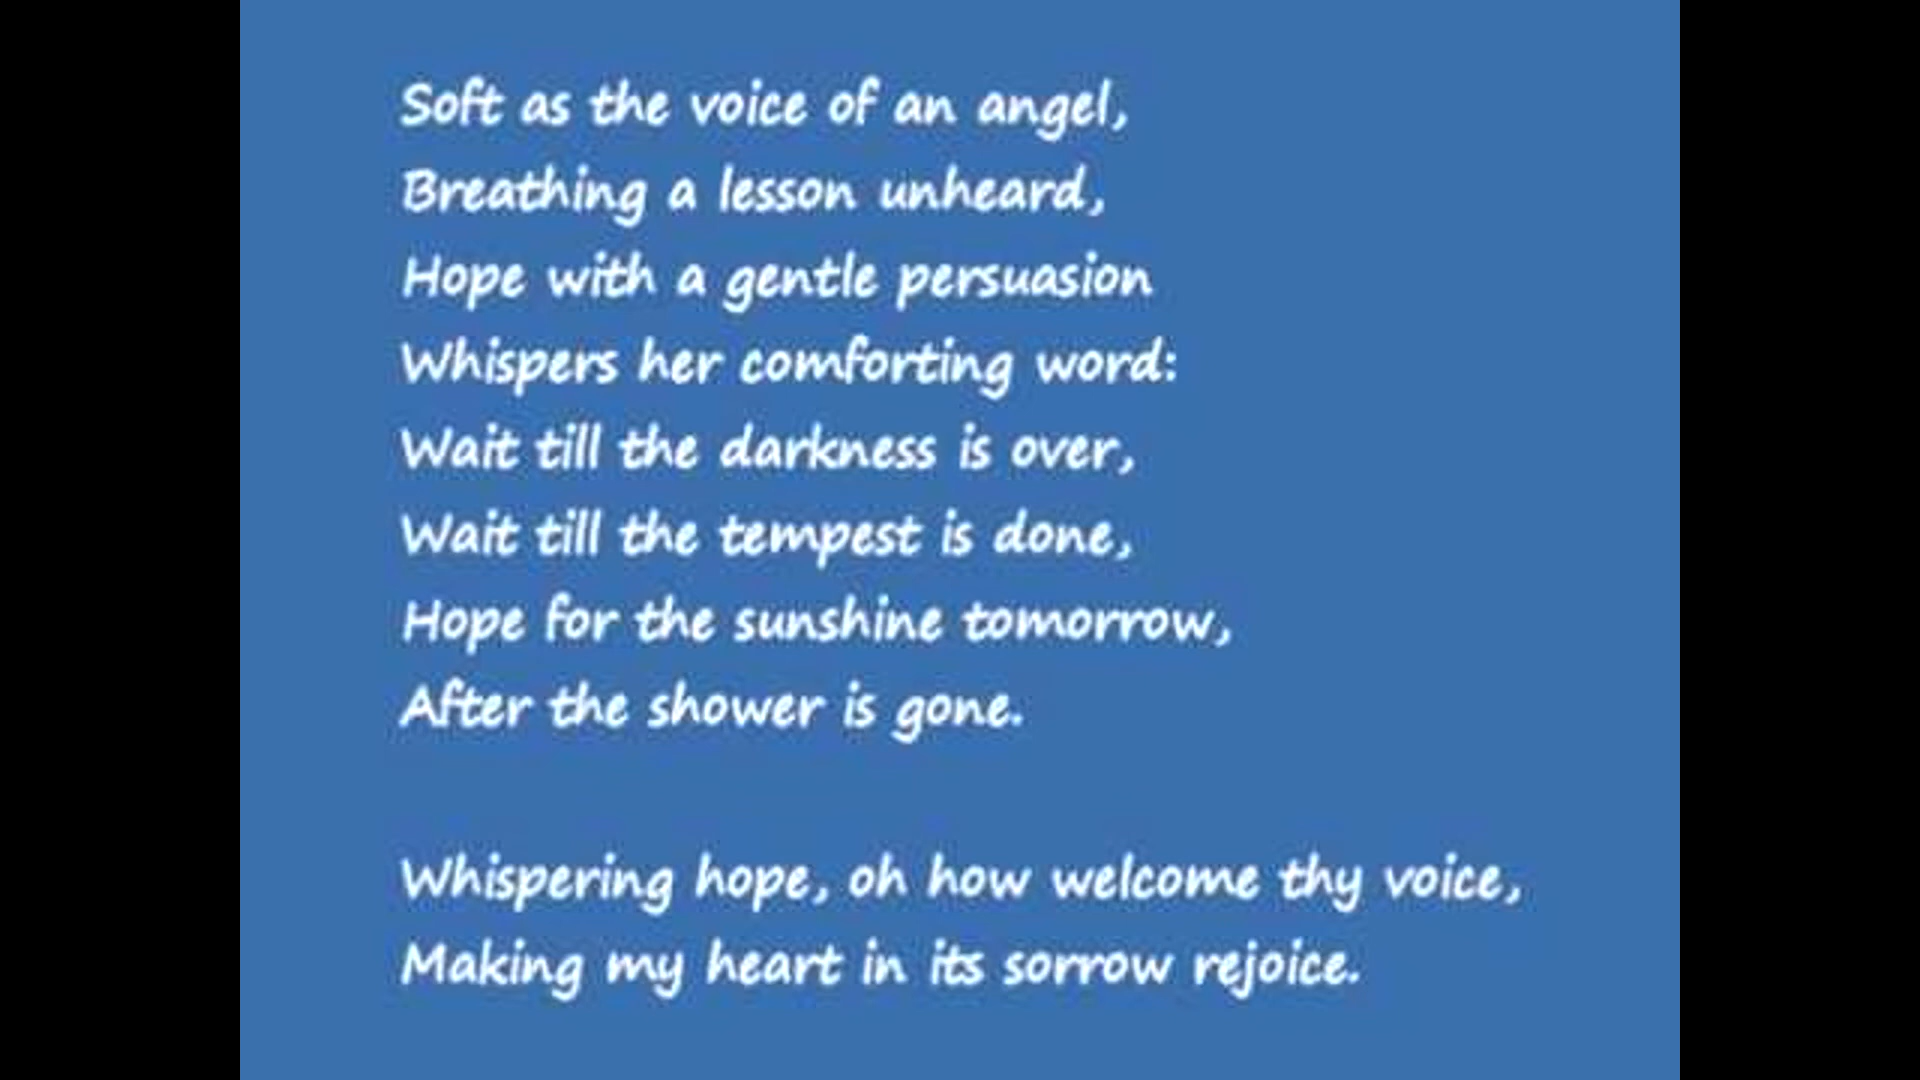 Soft as the voice of an angel,
Breathing a lesson unheard,
Hope with a gentle persuasion
Whispers her comforting word:
Wait till the darkness is over,
Wait till the tempest is done,
Hope for the sunshine tomorrow,
After the shower is gone.
Whispering hope, oh how welcome thy voice,
Making my heart in its sorrow rejoice.